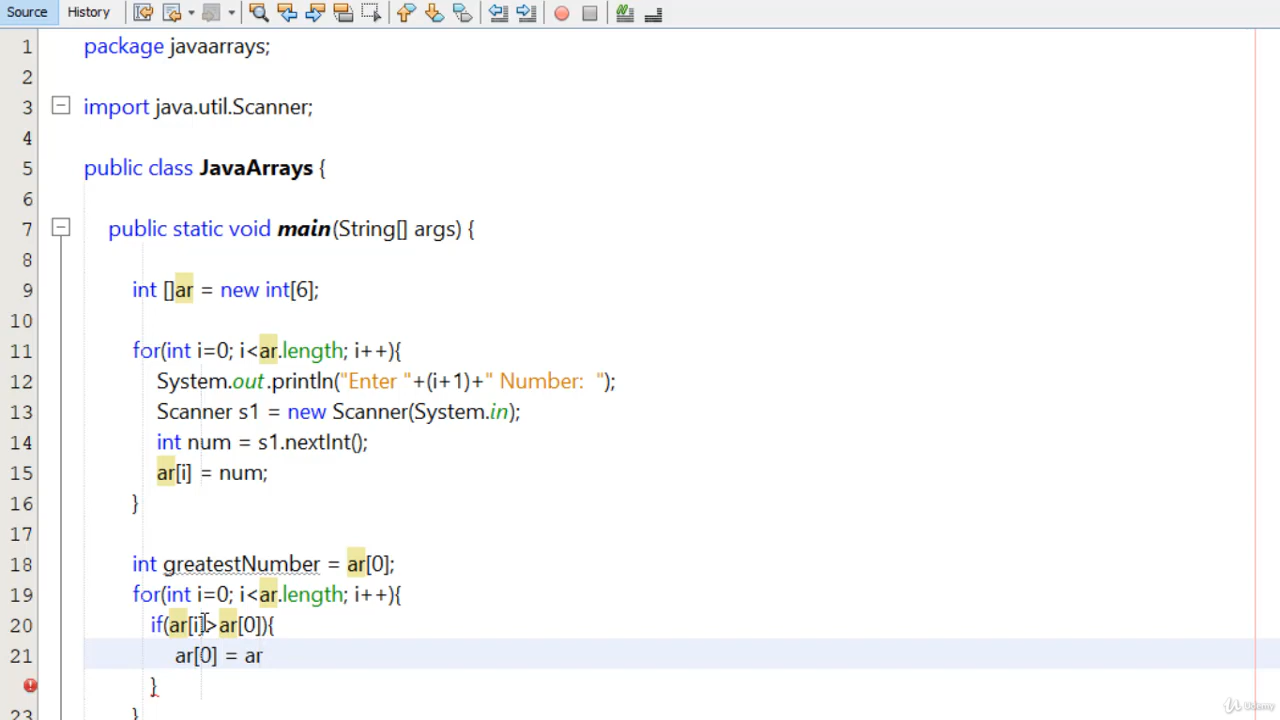 Source History
1 package javaarrays;
2
3 import java.util.Scanner;
4
5 public class JavaArrays {
6
7 public static void main(String[] args) {
8
9 int []ar = new int[6];
10
11 for(int i=0; i<ar.length; i++){
12 System.out.println("Enter "+(i+1)+" Number:  ");
13 Scanner s1 = new Scanner(System.in);
14 int num = s1.nextInt();
15 ar[i] = num;
16 }
17
18 int greatestNumber = ar[0];
19 for(int i=0; i<ar.length; i++){
20 if(ar[i]>ar[0]){
21 ar[0] = ar
}
23 }
Udemy